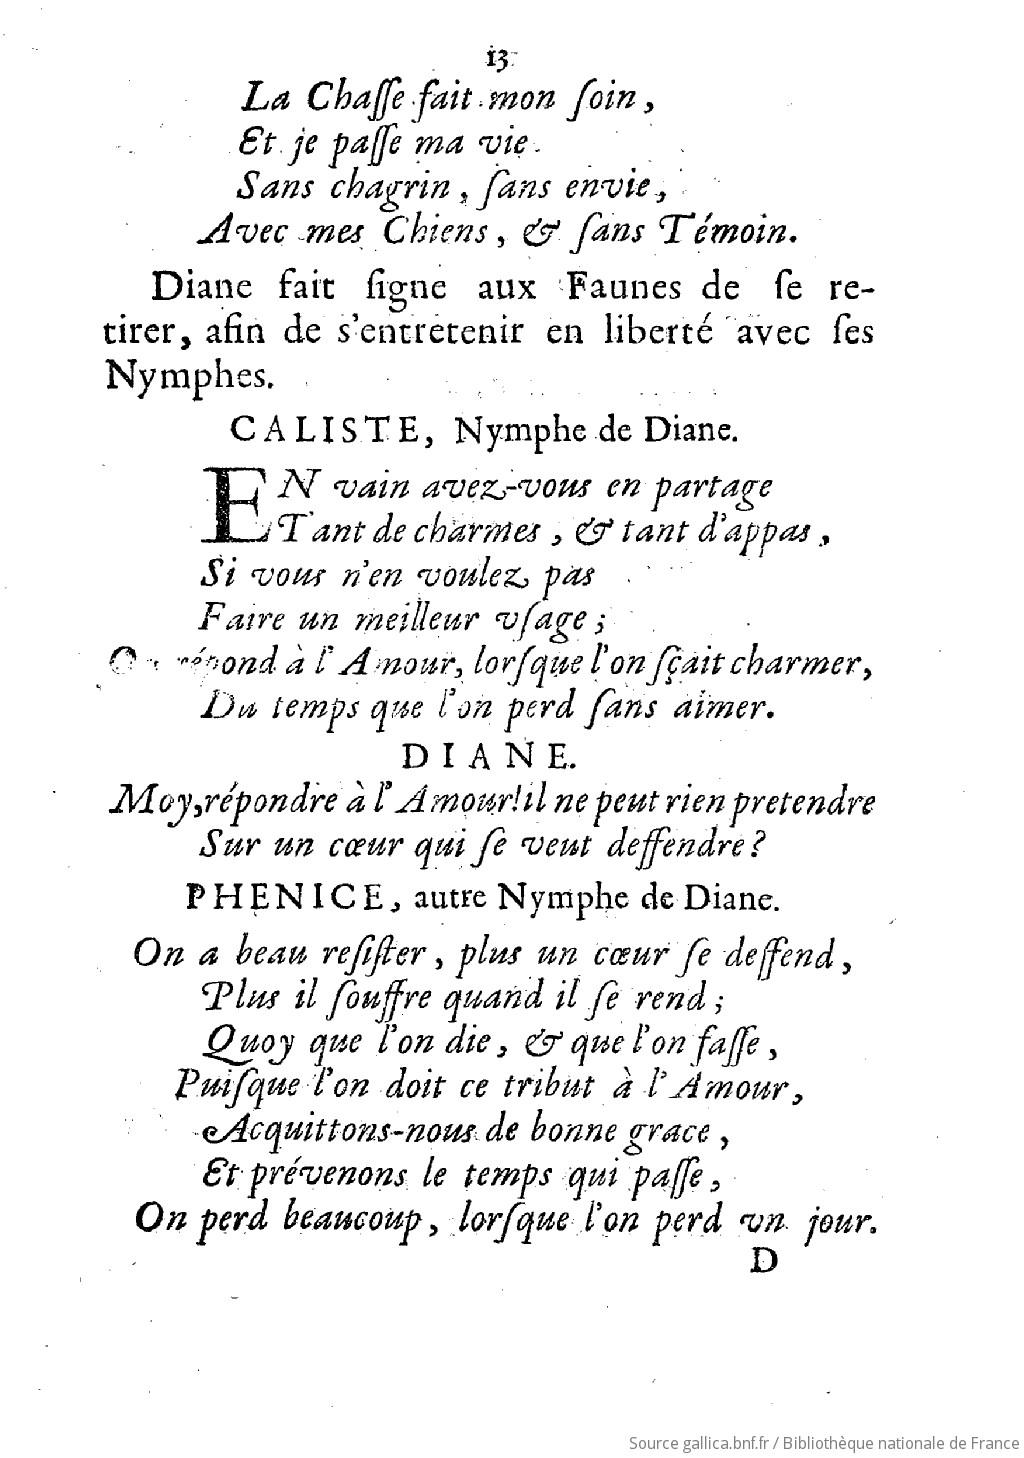 13
La Chaſſe fait mon ſoin,
Et je paſſe ma vie
Sans chagrin, ſans envie,
Avec mes Chiens, & ſans Témoin.
Diane fait ſigne aux Faunes de ſe re-
tirer, afin de s'entretenir en liberté avec ſes
Nymphes.
CALISTE, Nymphe de Diane.
EN vain avez-vous en partage
Tant de charmes, & tant d'appas,
Si vous n'en voulez pas
Faire un meilleur vſage;
répond à l'Amour, lorſque l'on ſçait charmer,
Du temps que l'on perd ſans aimer.
DIANE.
Moy, répondre à l'Amour! il ne peut rien pretendre
Sur un cœur qui ſe veut deffendre?
PHENICE, autre Nymphe de Diane.
On a beau reſiſter, plus un cœur ſe deffend,
Plus il ſouffre quand il ſe rend;
Quoy que l'on die, & que l'on faſſe,
Puiſque l'on doit ce tribut à l'Amour,
Acquittons-nous de bonne grace,
Et prévenons le temps qui paſſe,
On perd beaucoup, lorſque l'on perd vn jour.
D
Source gallica.bnf.fr / Bibliothèque nationale de France